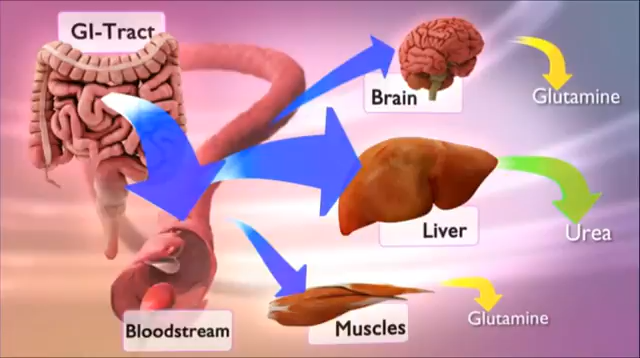 GI-Tract
Brain
Glutamine
Liver
Urea
Muscles
Glutamine
Bloodstream